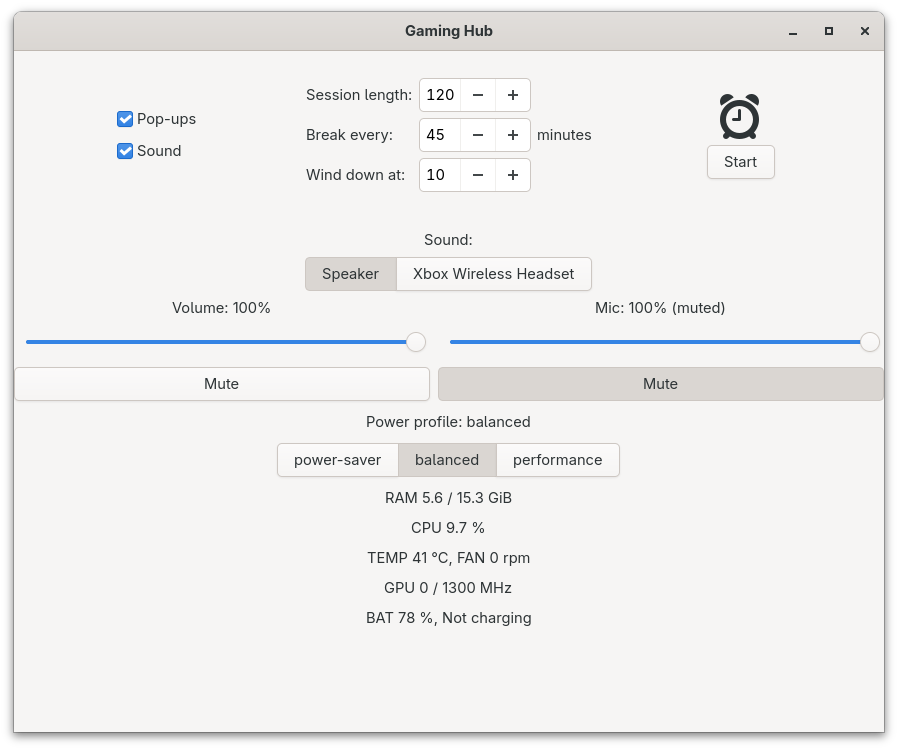 Gaming Hub
Pop-ups
Sound
Session length: 120
Break every: 45 minutes
Wind down at: 10
Start
Sound:
Speaker Xbox Wireless Headset
Volume: 100% Mic: 100% (muted)
Mute Mute
Power profile: balanced
power-saver balanced performance
RAM 5.6 / 15.3 GiB
CPU 9.7 %
TEMP 41 °C, FAN 0 rpm
GPU 0 / 1300 MHz
BAT 78 %, Not charging